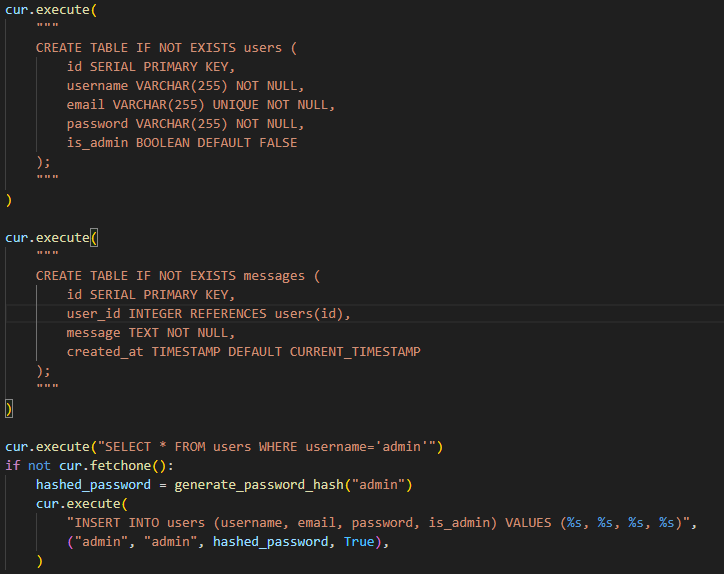 cur.execute(
    """
    CREATE TABLE IF NOT EXISTS users (
        id SERIAL PRIMARY KEY,
        username VARCHAR(255) NOT NULL,
        email VARCHAR(255) UNIQUE NOT NULL,
        password VARCHAR(255) NOT NULL,
        is_admin BOOLEAN DEFAULT FALSE
    );
    """
)

cur.execute(
    """
    CREATE TABLE IF NOT EXISTS messages (
        id SERIAL PRIMARY KEY,
        user_id INTEGER REFERENCES users(id),
        message TEXT NOT NULL,
        created_at TIMESTAMP DEFAULT CURRENT_TIMESTAMP
    );
    """
)

cur.execute("SELECT * FROM users WHERE username='admin'")
if not cur.fetchone():
    hashed_password = generate_password_hash("admin")
    cur.execute(
        "INSERT INTO users (username, email, password, is_admin) VALUES (%s, %s, %s, %s)",
        ("admin", "admin", hashed_password, True),
    )